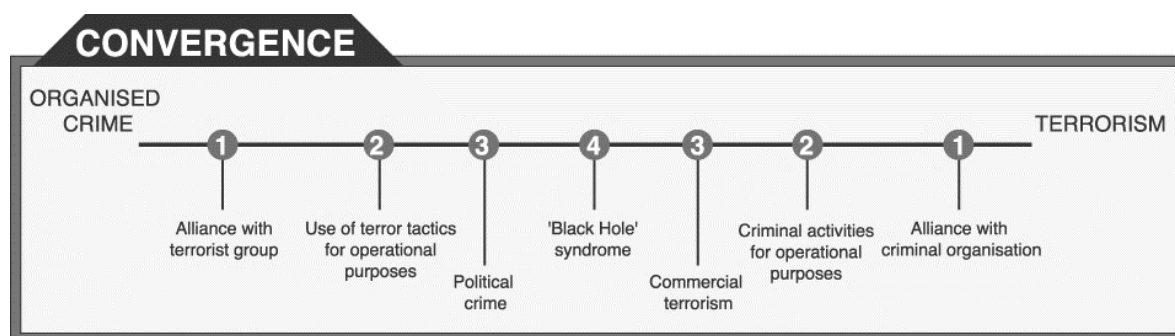 CONVERGENCE
ORGANISED
CRIME
TERRORISM
1
2
3
4
3
2
1
Alliance with
terrorist group
Use of terror tactics
for operational
purposes
Political
crime
'Black Hole'
syndrome
Commercial
terrorism
Criminal activities
for operational
purposes
Alliance with
criminal organisation